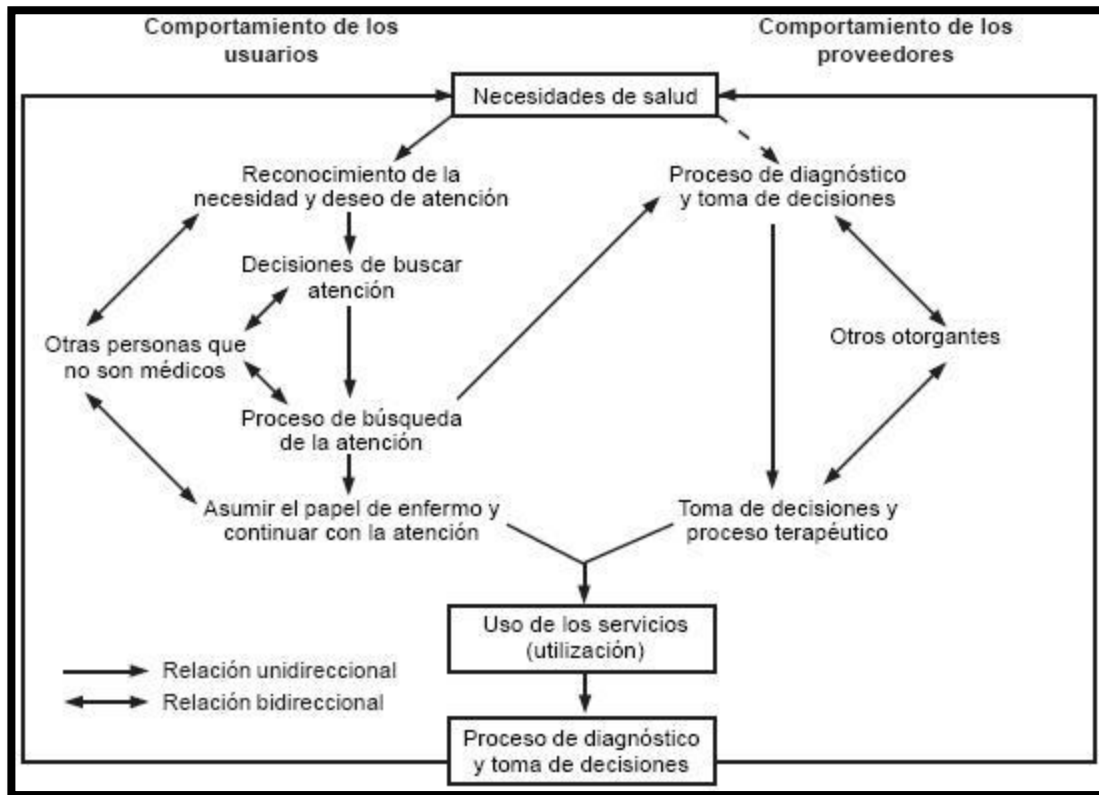 Comportamiento de los
usuarios
Comportamiento de los
proveedores
Necesidades de salud
Reconocimiento de la
necesidad y deseo de atención
Proceso de diagnóstico
y toma de decisiones
Decisiones de buscar
atención
Otras personas que
no son médicos
Otros otorgantes
Proceso de búsqueda
de la atención
Asumir el papel de enfermo y
continuar con la atención
Toma de decisiones y
proceso terapéutico
Uso de los servicios
(utilización)
Relación unidireccional
Relación bidireccional
Proceso de diagnóstico
y toma de decisiones